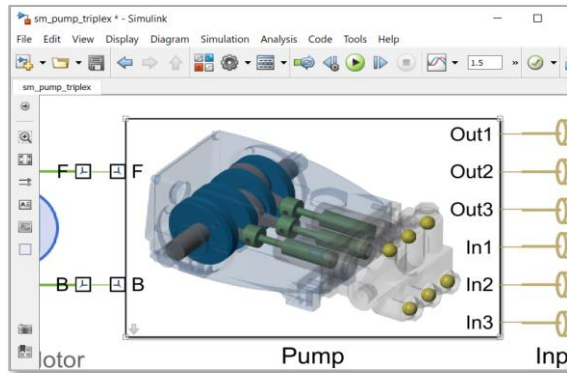 sm_pump_triplex * - Simulink
File Edit View Display Diagram Simulation Analysis Code Tools Help
1.5 »
sm_pump_triplex
Out1
F F Out2
Out3
In1
B B In2
In3
otor Pump Inp